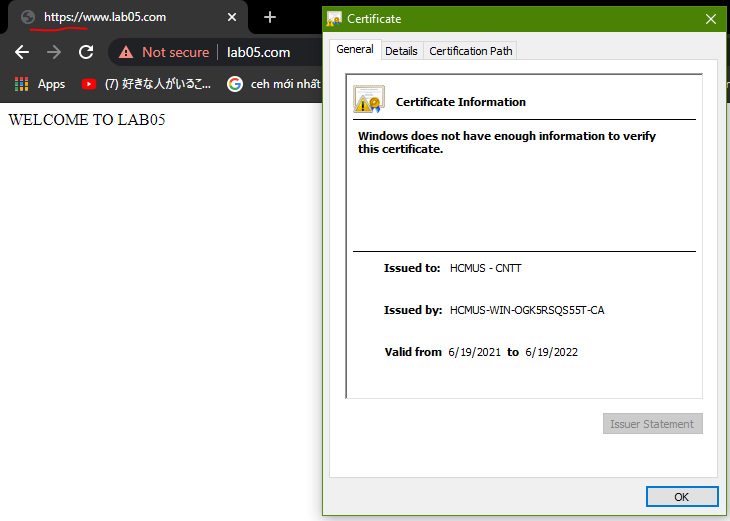 https://www.lab05.com
Not secure lab05.com
Apps (7) 好きな人がいるこ... ceh mới nhất
WELCOME TO LAB05
Certificate
General Details Certification Path
Certificate Information
Windows does not have enough information to verify
this certificate.
Issued to: HCMUS - CNTT
Issued by: HCMUS-WIN-OGK5RSQS55T-CA
Valid from 6/19/2021 to 6/19/2022
Issuer Statement
OK